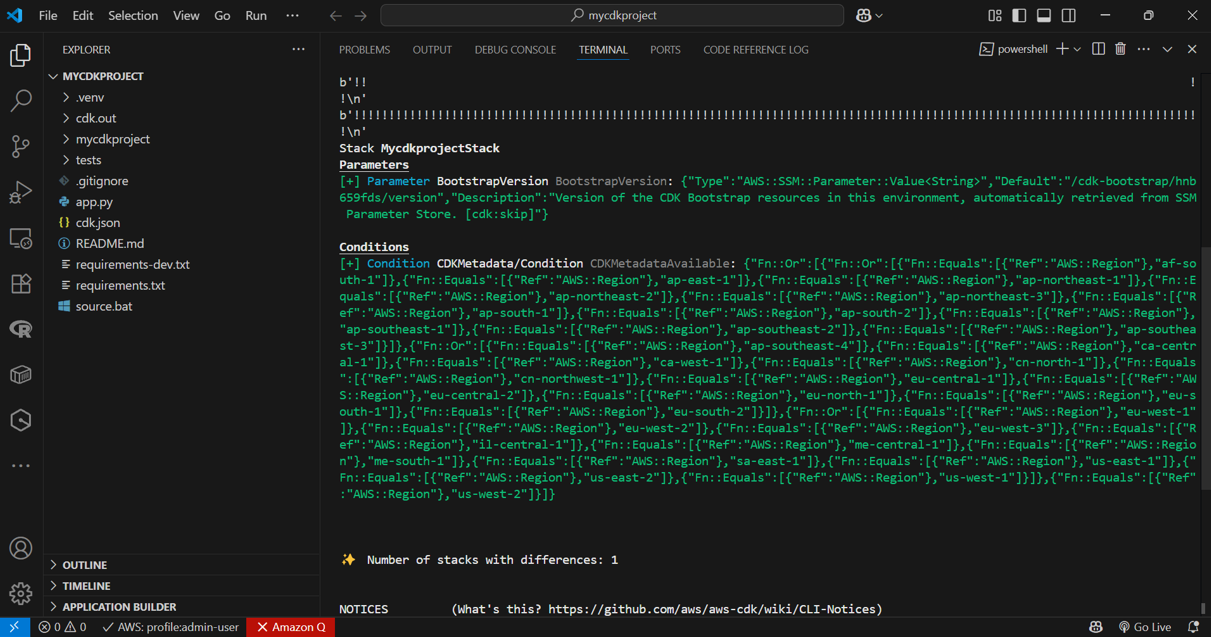 File Edit Selection View Go Run ··· mycdkproject
EXPLORER ···
MYCDKPROJECT
.venv
cdk.out
mycdkproject
tests
.gitignore
app.py
cdk.json
README.md
requirements-dev.txt
requirements.txt
source.bat
OUTLINE
TIMELINE
APPLICATION BUILDER
PROBLEMS OUTPUT DEBUG CONSOLE TERMINAL PORTS CODE REFERENCE LOG powershell
b'!! !
!\n'
b'!!!!!!!!!!!!!!!!!!!!!!!!!!!!!!!!!!!!!!!!!!!!!!!!!!!!!!!!!!!!!!!!!!!!!!!!!!!!!!!!!!!!!!!!!!!!!!!!!!!!!!!!!!!!!!!!!!!!!!!!!!
!\n'
Stack MycdkprojectStack
Parameters
[+] Parameter BootstrapVersion BootstrapVersion: {"Type":"AWS::SSM::Parameter::Value<String>","Default":"/cdk-bootstrap/hnb
659fds/version","Description":"Version of the CDK Bootstrap resources in this environment, automatically retrieved from SSM
Parameter Store. [cdk:skip]"}
Conditions
[+] Condition CDKMetadata/Condition CDKMetadataAvailable: {"Fn::Or":[{"Fn::Or":[{"Fn::Equals":[{"Ref":"AWS::Region"},"af-so
uth-1"]},{"Fn::Equals":[{"Ref":"AWS::Region"},"ap-east-1"]},{"Fn::Equals":[{"Ref":"AWS::Region"},"ap-northeast-1"]},{"Fn::E
quals":[{"Ref":"AWS::Region"},"ap-northeast-2"]},{"Fn::Equals":[{"Ref":"AWS::Region"},"ap-northeast-3"]},{"Fn::Equals":[{"R
ef":"AWS::Region"},"ap-south-1"]},{"Fn::Equals":[{"Ref":"AWS::Region"},"ap-south-2"]},{"Fn::Equals":[{"Ref":"AWS::Region"},
"ap-southeast-1"]},{"Fn::Equals":[{"Ref":"AWS::Region"},"ap-southeast-2"]},{"Fn::Equals":[{"Ref":"AWS::Region"},"ap-southea
st-3"]}]},{"Fn::Or":[{"Fn::Equals":[{"Ref":"AWS::Region"},"ap-southeast-4"]},{"Fn::Equals":[{"Ref":"AWS::Region"},"ca-centr
al-1"]},{"Fn::Equals":[{"Ref":"AWS::Region"},"ca-west-1"]},{"Fn::Equals":[{"Ref":"AWS::Region"},"cn-north-1"]},{"Fn::Equals
":[{"Ref":"AWS::Region"},"cn-northwest-1"]},{"Fn::Equals":[{"Ref":"AWS::Region"},"eu-central-1"]},{"Fn::Equals":[{"Ref":"AW
S::Region"},"eu-central-2"]},{"Fn::Equals":[{"Ref":"AWS::Region"},"eu-north-1"]},{"Fn::Equals":[{"Ref":"AWS::Region"},"eu-s
outh-1"]},{"Fn::Equals":[{"Ref":"AWS::Region"},"eu-south-2"]}]},{"Fn::Or":[{"Fn::Equals":[{"Ref":"AWS::Region"},"eu-west-1"
]},{"Fn::Equals":[{"Ref":"AWS::Region"},"eu-west-2"]},{"Fn::Equals":[{"Ref":"AWS::Region"},"eu-west-3"]},{"Fn::Equals":[{"R
ef":"AWS::Region"},"il-central-1"]},{"Fn::Equals":[{"Ref":"AWS::Region"},"me-central-1"]},{"Fn::Equals":[{"Ref":"AWS::Regio
n"},"me-south-1"]},{"Fn::Equals":[{"Ref":"AWS::Region"},"sa-east-1"]},{"Fn::Equals":[{"Ref":"AWS::Region"},"us-east-1"]},{"
Fn::Equals":[{"Ref":"AWS::Region"},"us-east-2"]},{"Fn::Equals":[{"Ref":"AWS::Region"},"us-west-1"]}]},{"Fn::Equals":[{"Ref"
:"AWS::Region"},"us-west-2"]}]}
✨ Number of stacks with differences: 1
NOTICES (What's this? https://github.com/aws/aws-cdk/wiki/CLI-Notices)
0 0 AWS: profile:admin-user Amazon Q Go Live